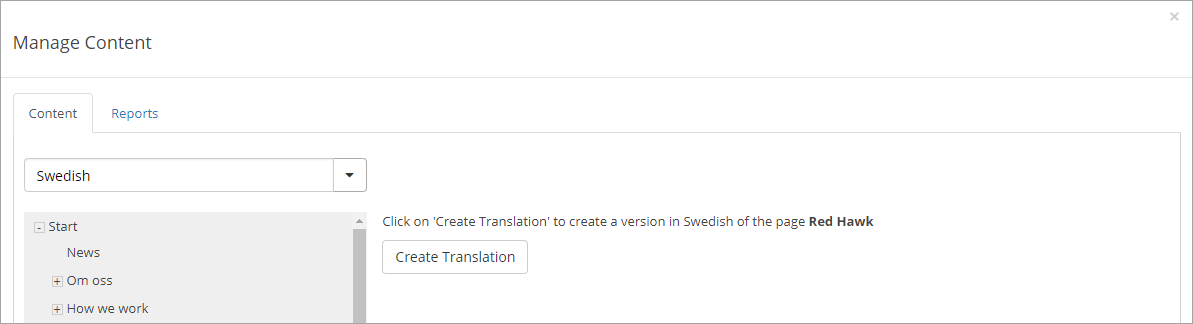 ×
Manage Content
Content Reports
Swedish
Start
News
Om oss
How we work
Click on 'Create Translation' to create a version in Swedish of the page Red Hawk
Create Translation